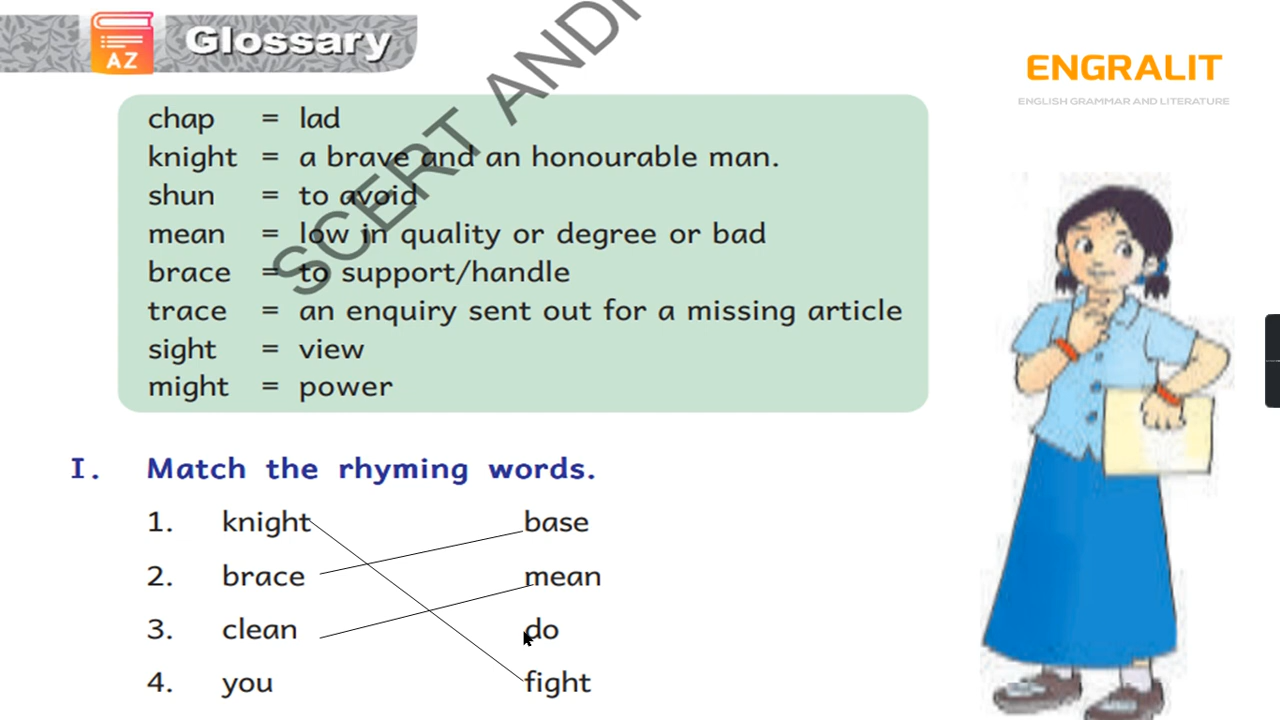 AZ
Glossary
ENGRALIT
ENGLISH GRAMMAR AND LITERATURE
SCERT
chap = lad
knight = a brave and an honourable man.
shun = to avoid
mean = low in quality or degree or bad
brace = to support/handle
trace = an enquiry sent out for a missing article
sight = view
might = power
I. Match the rhyming words.
1. knight base
2. brace mean
3. clean do
4. you fight